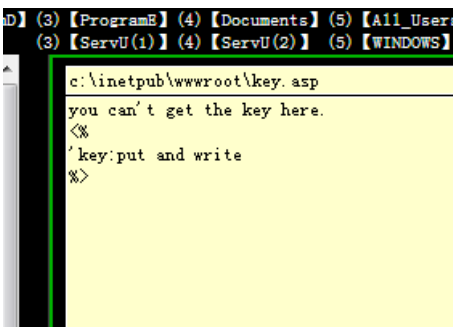 (3)【ProgramE】(4)【Documents】(5)【All_Users
(3)【ServU(1)】(4)【ServU(2)】 (5)【WINDOWS】
c:\inetpub\wwwroot\key.asp
you can't get the key here.
<%
'key:put and write
%>